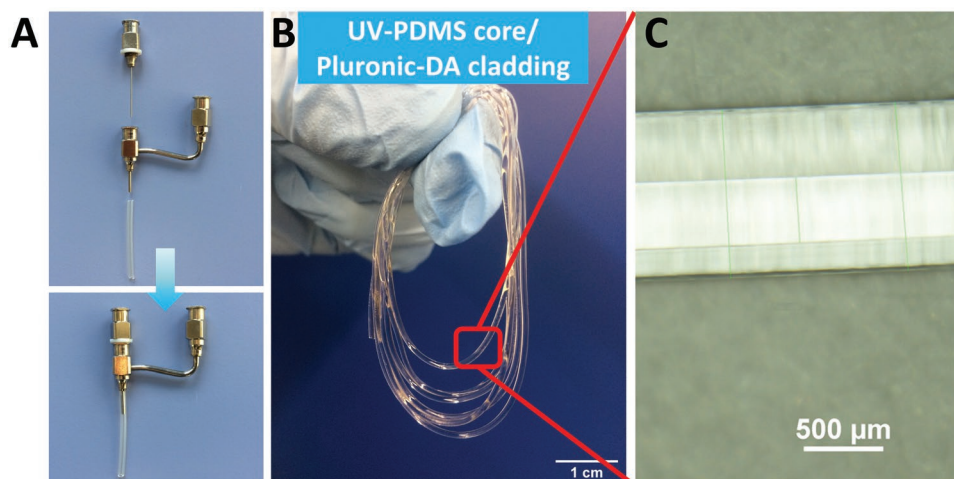 A
B
UV-PDMS core/
Pluronic-DA cladding
1 cm
C
500 μm